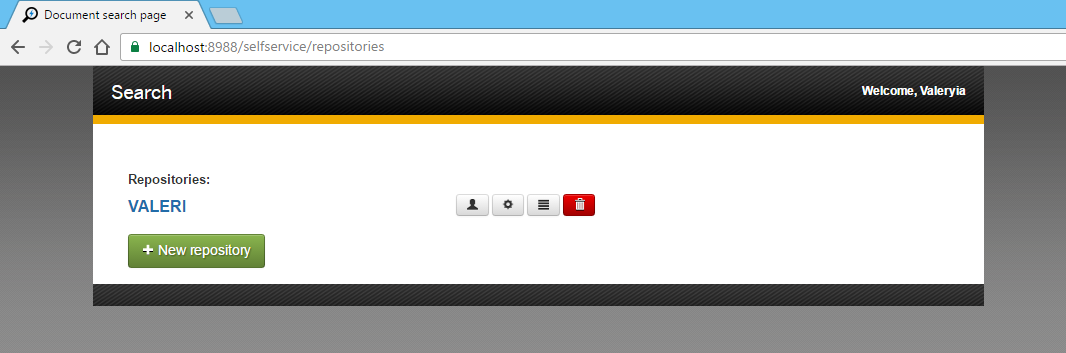 Document search page
localhost:8988/selfservice/repositories
Search
Welcome, Valeryia
Repositories:
VALERI
New repository